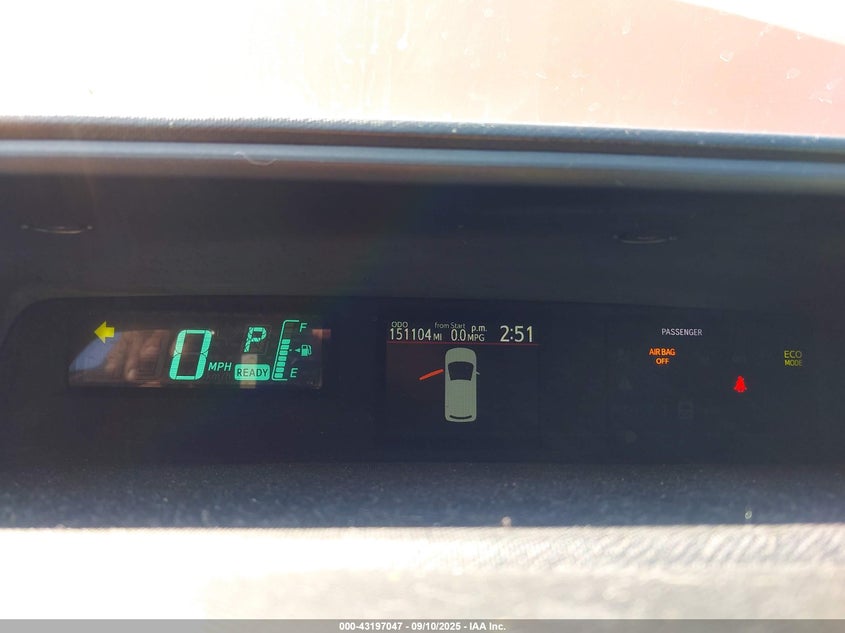 0 MPH
P
READY
F
E
ODO
151104 MI
from Start
0.0 MPG
p.m.
2:51
PASSENGER
AIR BAG
OFF
ECO
MODE
000-43197047 - 09/10/2025 - IAA Inc.